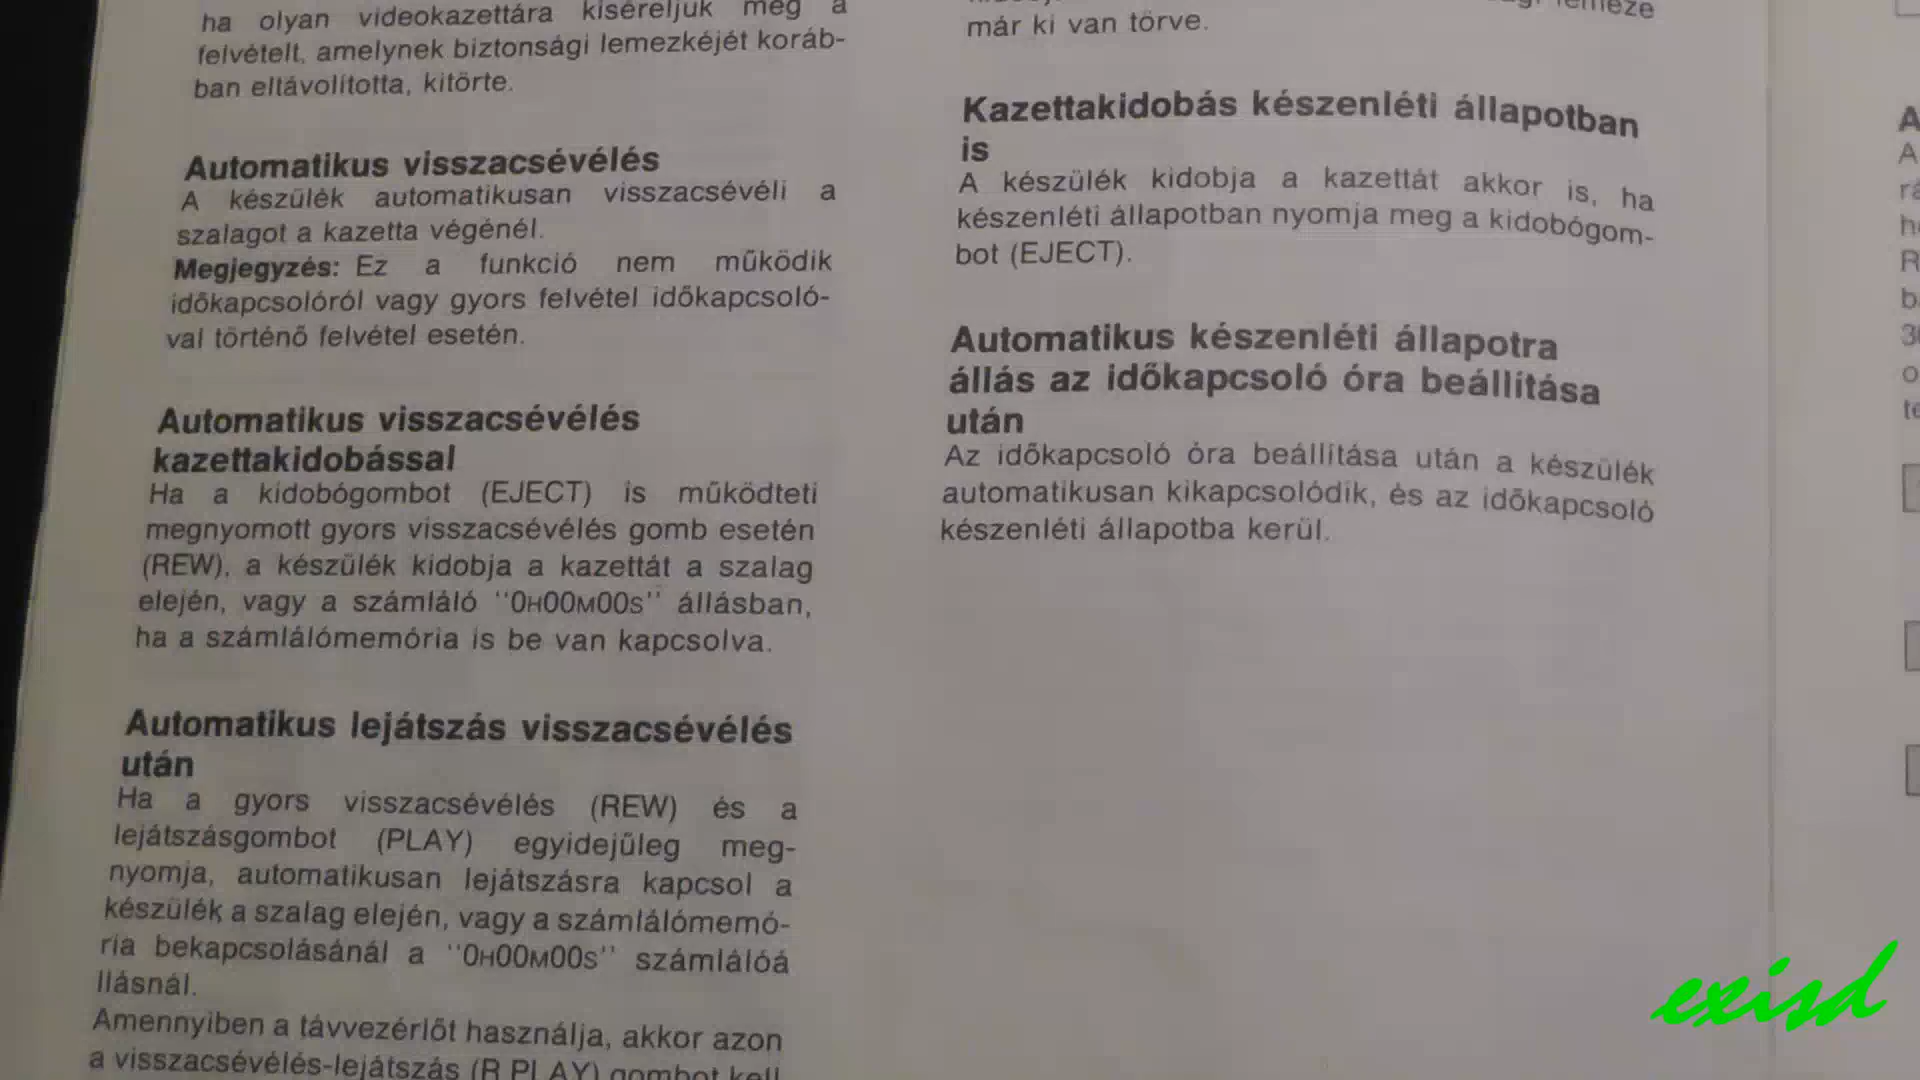 ha olyan videokazettára kíséreljük meg a
felvételt, amelynek biztonsági lemezkéjét koráb-
ban eltávolította, kitörte.
Automatikus visszacsévélés
A készülék automatikusan visszacsévéli a
szalagot a kazetta végénél.
Megjegyzés: Ez a funkció nem működik
időkapcsolóról vagy gyors felvétel időkapcsoló-
val történő felvétel esetén.
Automatikus visszacsévélés
kazettakidobással
Ha a kidobógombot (EJECT) is működteti
megnyomott gyors visszacsévélés gomb esetén
(REW), a készülék kidobja a kazettát a szalag
elején, vagy a számláló "0H00M00S" állásban,
ha a számlálómemória is be van kapcsolva.
Automatikus lejátszás visszacsévélés
után
Ha a gyors visszacsévélés (REW) és a
lejátszásgombot (PLAY) egyidejűleg meg-
nyomja, automatikusan lejátszásra kapcsol a
készülék a szalag elején, vagy a számlálómemó-
ria bekapcsolásánál a "0H00M00S" számlálóá
llásnál.
Amennyiben a távvezérlőt használja, akkor azon
a visszacsévélés-lejátszás (R PLAY) gombot kell
lemeze
már ki van törve.
Kazettakidobás készenléti állapotban
is
A készülék kidobja a kazettát akkor is, ha
készenléti állapotban nyomja meg a kidobógom-
bot (EJECT).
Automatikus készenléti állapotra
állás az időkapcsoló óra beállítása
után
Az időkapcsoló óra beállítása után a készülék
automatikusan kikapcsolódik, és az időkapcsoló
készenléti állapotba kerül.
exisd